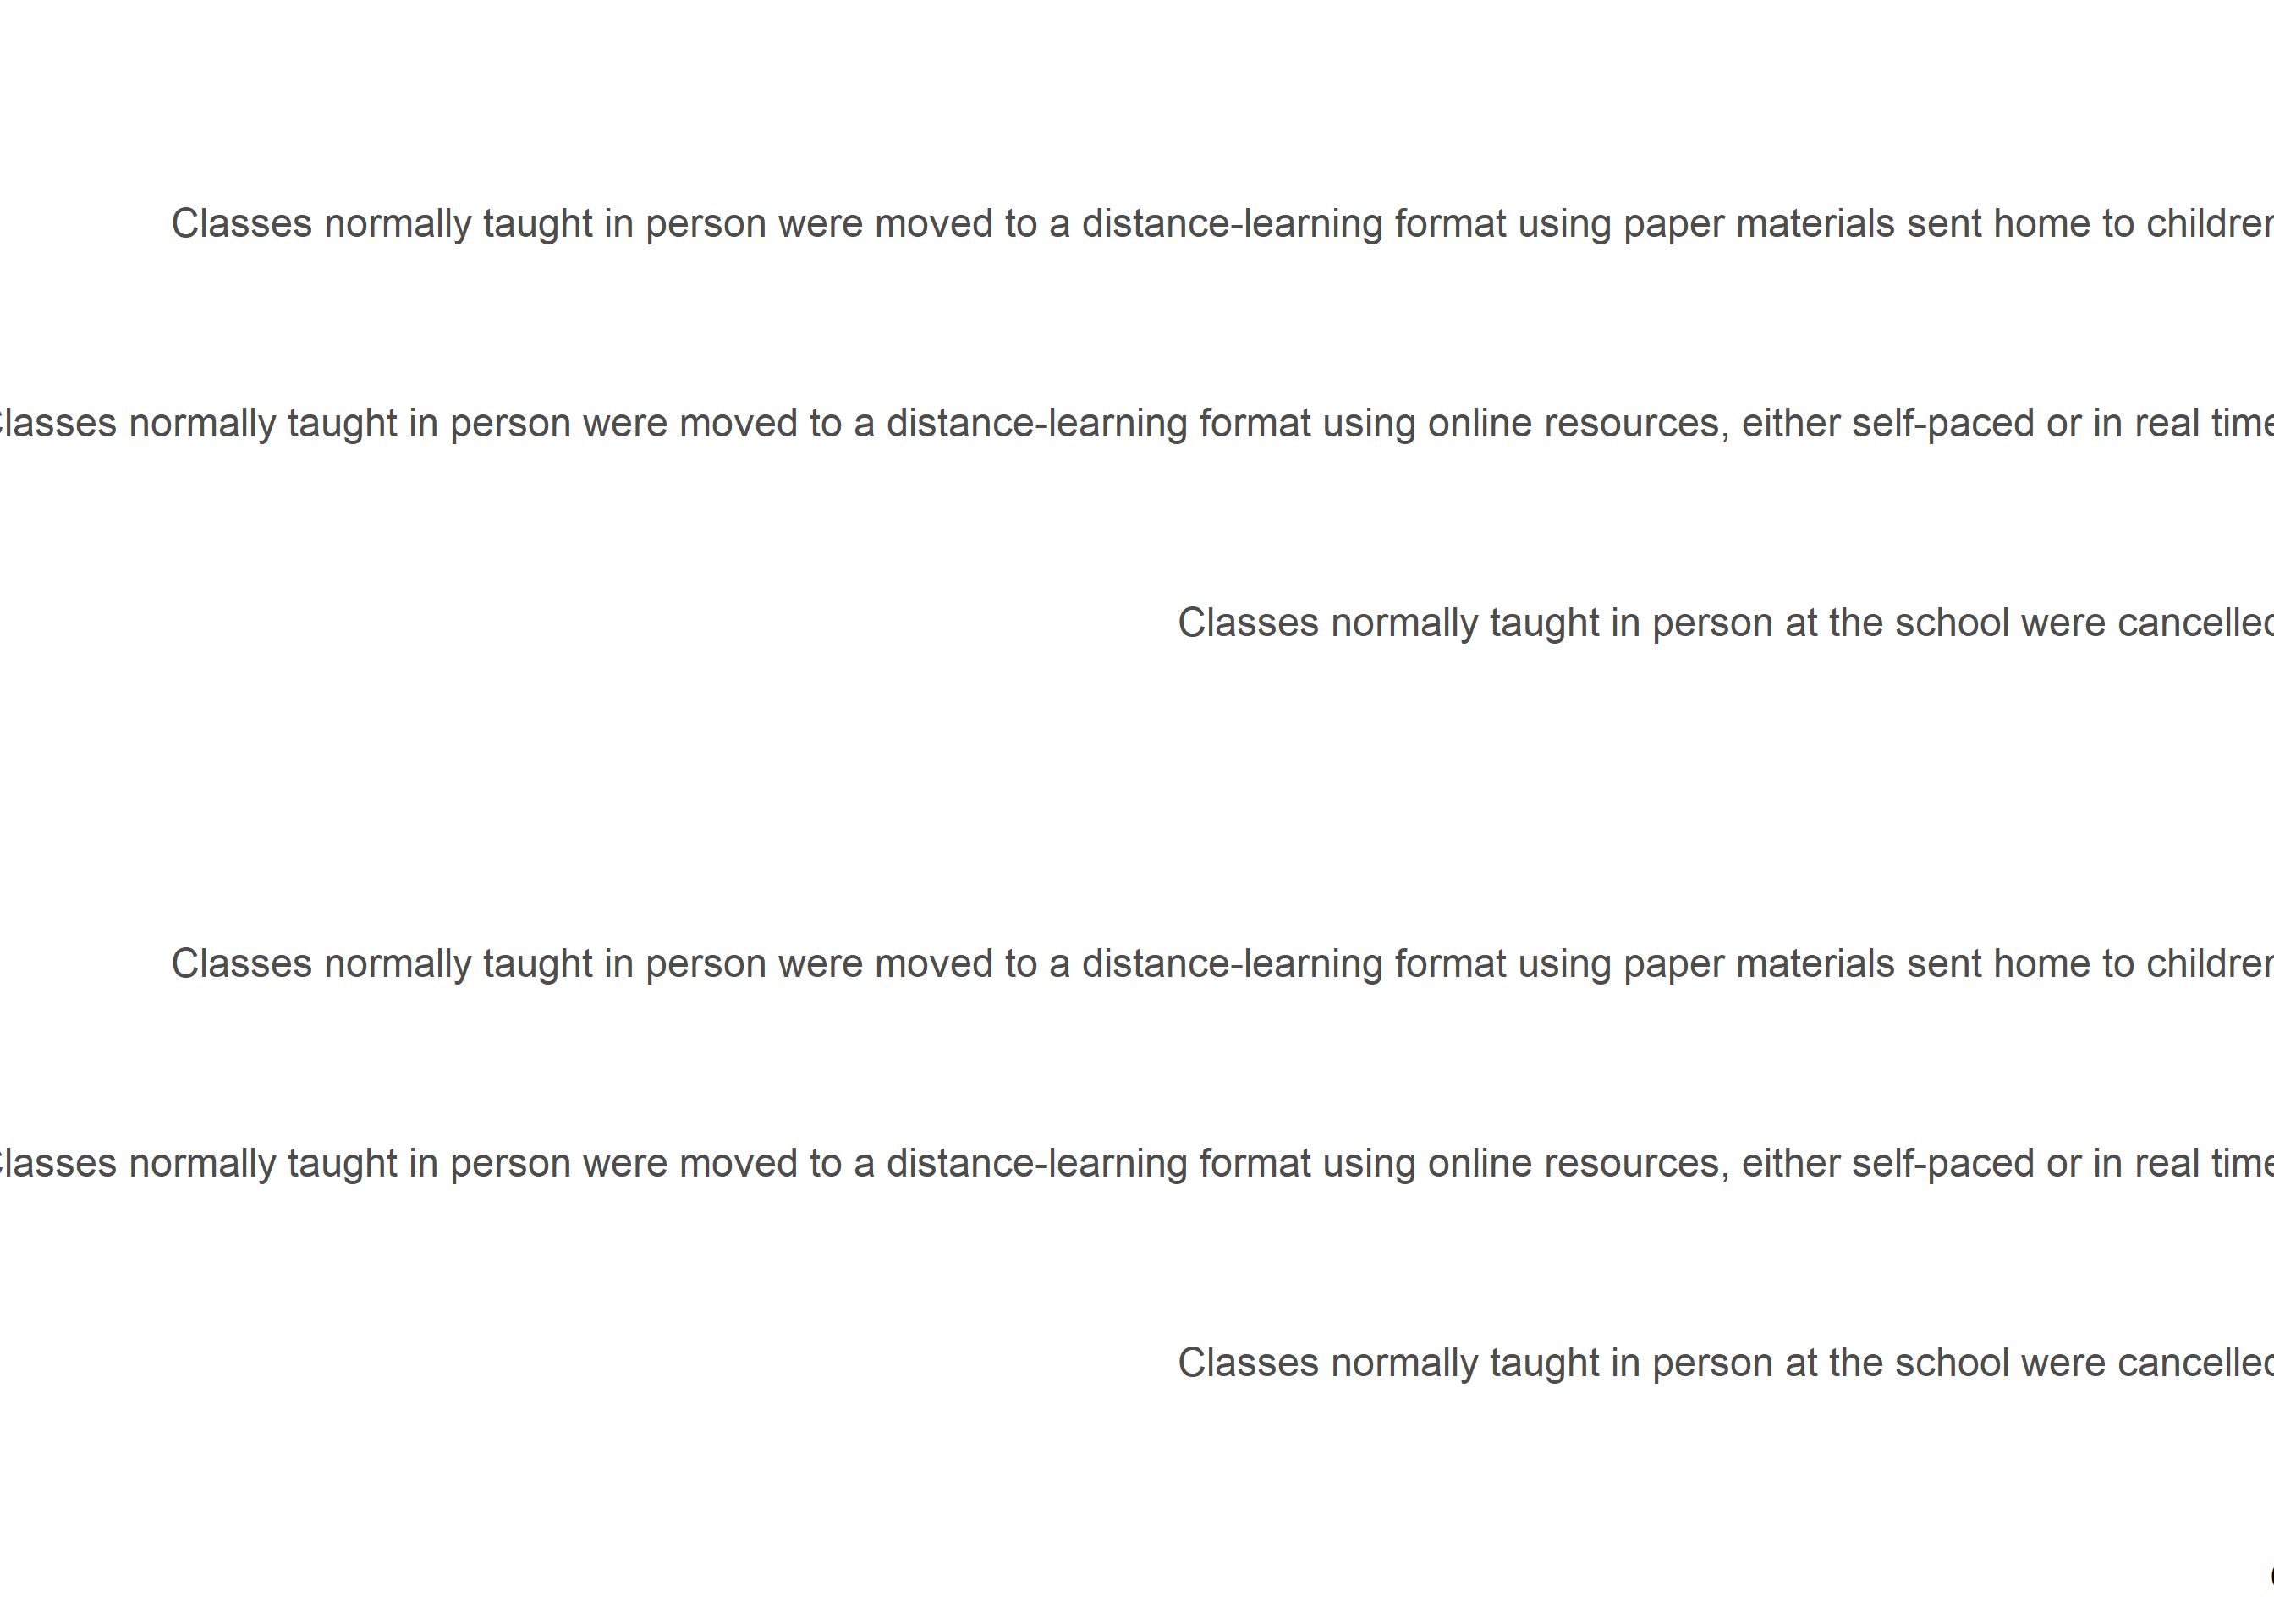 Classes normally taught in person were moved to a distance-learning format using paper materials sent home to children
Classes normally taught in person were moved to a distance-learning format using online resources, either self-paced or in real time
Classes normally taught in person at the school were cancelled
Classes normally taught in person were moved to a distance-learning format using paper materials sent home to children
Classes normally taught in person were moved to a distance-learning format using online resources, either self-paced or in real time
Classes normally taught in person at the school were cancelled